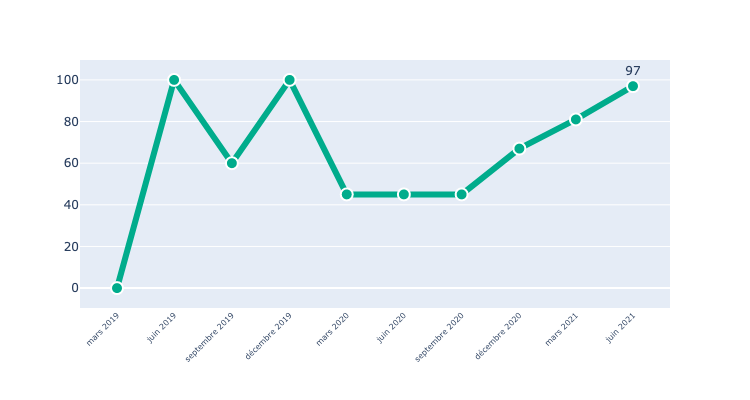 97
100
80
60
40
20
0
mars 2019
juin 2019
septembre 2019
décembre 2019
mars 2020
juin 2020
septembre 2020
décembre 2020
mars 2021
juin 2021